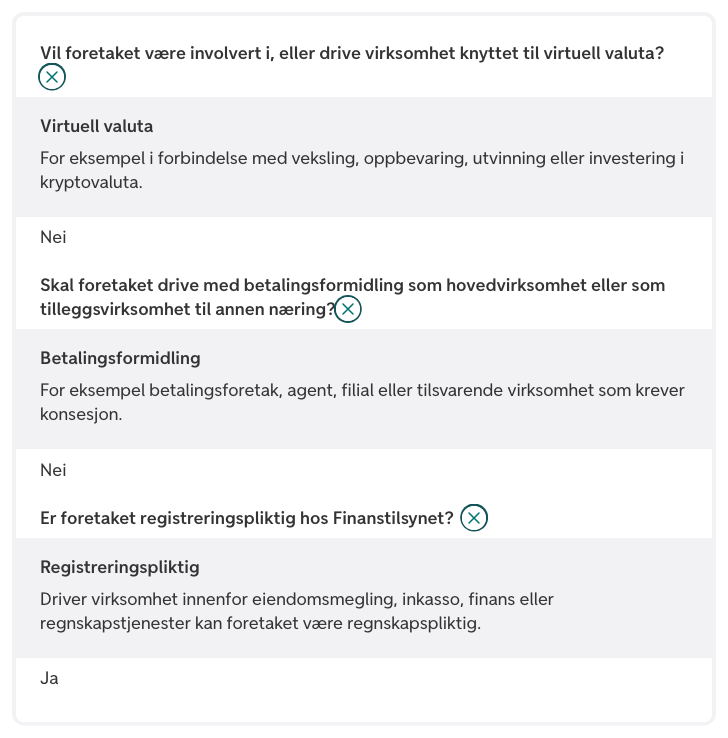 Vil foretaket være involvert i, eller drive virksomhet knyttet til virtuell valuta?
Virtuell valuta
For eksempel i forbindelse med veksling, oppbevaring, utvinning eller investering i
kryptovaluta.
Nei
Skal foretaket drive med betalingsformidling som hovedvirksomhet eller som
tilleggsvirksomhet til annen næring?
Betalingsformidling
For eksempel betalingsforetak, agent, filial eller tilsvarende virksomhet som krever
konsesjon.
Nei
Er foretaket registreringspliktig hos Finanstilsynet?
Registreringspliktig
Driver virksomhet innenfor eiendomsmegling, inkasso, finans eller
regnskapstjenester kan foretaket være regnskapspliktig.
Ja